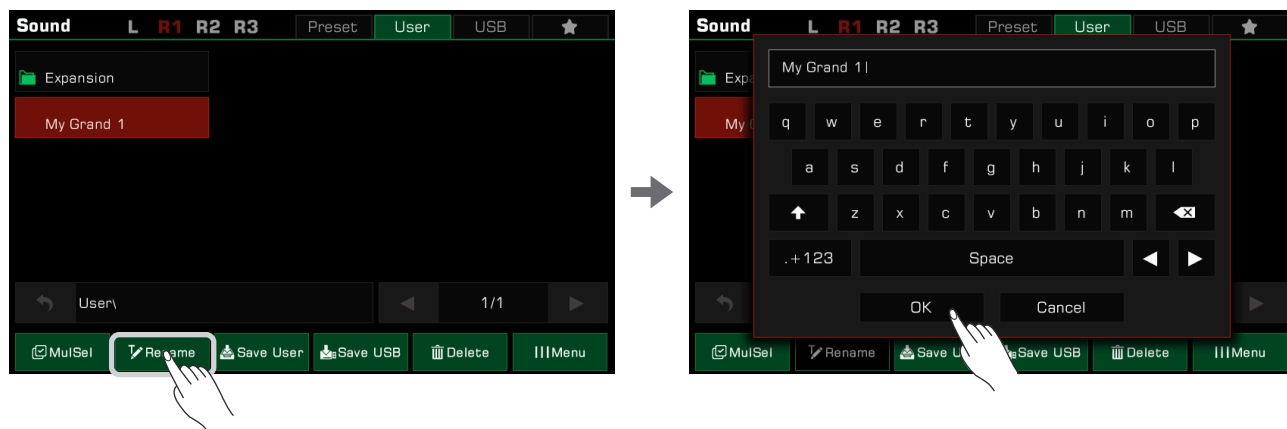 Sound L R1 R2 R3 Preset User USB
Expansion
My Grand 1
User\ 1/1
MulSel Rename Save User Save USB Delete Menu
Sound L R1 R2 R3 Preset User USB
My Grand 1
q w e r t y u i o p
a s d f g h j k l
z x c v b n m
.+123 Space
OK Cancel
MulSel Rename Save U Save USB Delete Menu